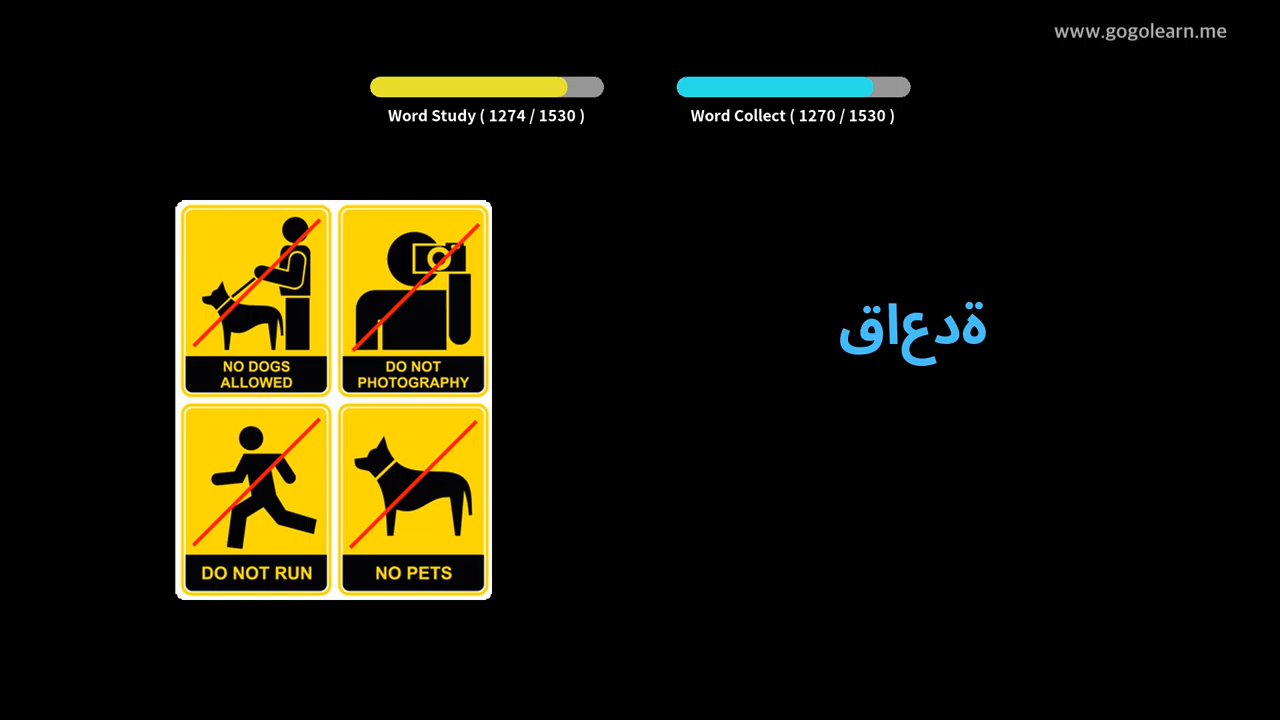 www.gogolearn.me
Word Study ( 1274 / 1530 )
Word Collect ( 1270 / 1530 )
NO DOGS
ALLOWED
DO NOT
PHOTOGRAPHY
DO NOT RUN
NO PETS
ةدعاق